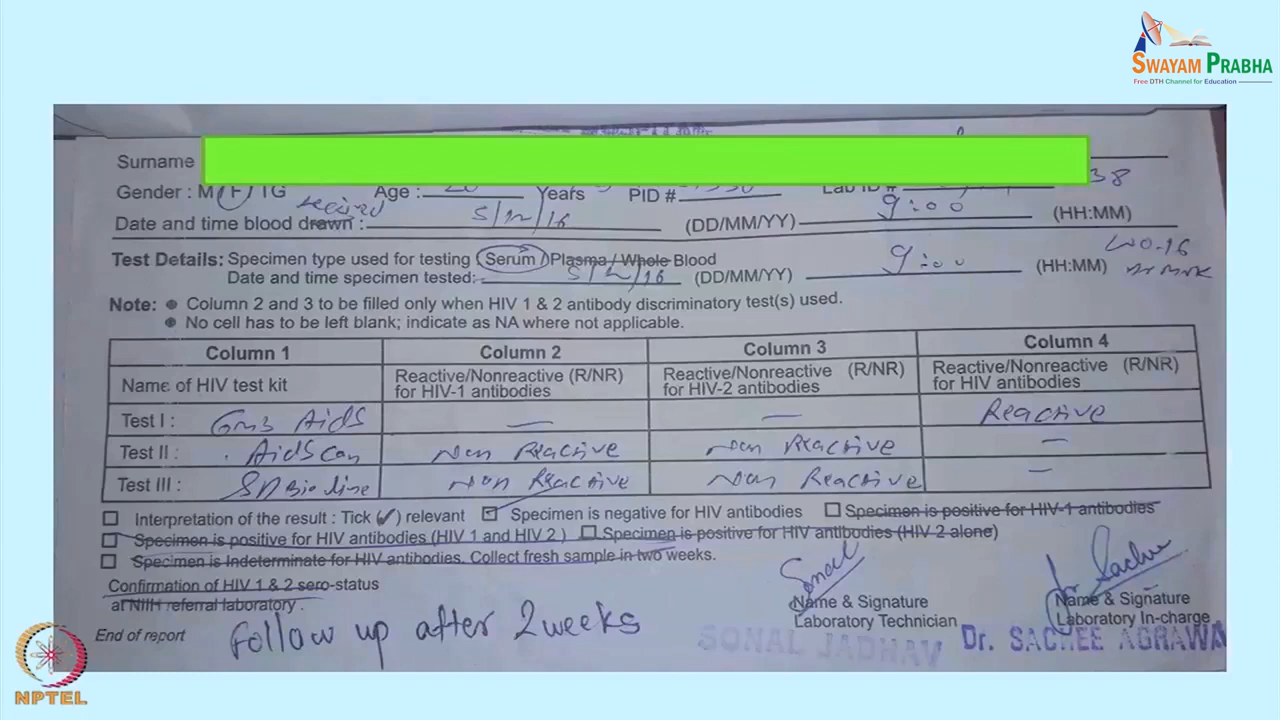 SWAYAM PRABHA
Free DTH Channel for Education
Surname
Gender : M (F) TG Age : 20 Years PID # Lab ID # 38
received
Date and time blood drawn : 5/12/16 (DD/MM/YY) 9:00 (HH:MM)
Test Details: Specimen type used for testing (Serum) / Plasma / Whole Blood
Date and time specimen tested: 5/12/16 (DD/MM/YY) 9:00 (HH:MM)
Note: ● Column 2 and 3 to be filled only when HIV 1 & 2 antibody discriminatory test(s) used.
● No cell has to be left blank; indicate as NA where not applicable.
Column 1 Column 2 Column 3 Column 4
Name of HIV test kit Reactive/Nonreactive (R/NR) for HIV-1 antibodies Reactive/Nonreactive (R/NR) for HIV-2 antibodies Reactive/Nonreactive (R/NR) for HIV antibodies
Test I : Aids — — Reactive
Test II : AidScan Non Reactive Non Reactive —
Test III : SD Bioline Non Reactive Non Reactive —
Interpretation of the result : Tick (✓) relevant Specimen is negative for HIV antibodies Specimen is positive for HIV-1 antibodies
Specimen is positive for HIV antibodies (HIV 1 and HIV 2) Specimen is positive for HIV antibodies (HIV 2 alone)
Specimen is Indeterminate for HIV antibodies. Collect fresh sample in two weeks.
Confirmation of HIV 1 & 2 sero-status
at NIIH referral laboratory .
Sonal
Name & Signature
Laboratory Technician
Name & Signature
Laboratory In-charge
End of report Follow up after 2 weeks
SONAL JADHAV Dr. SACHEE AGRAWA
NPTEL